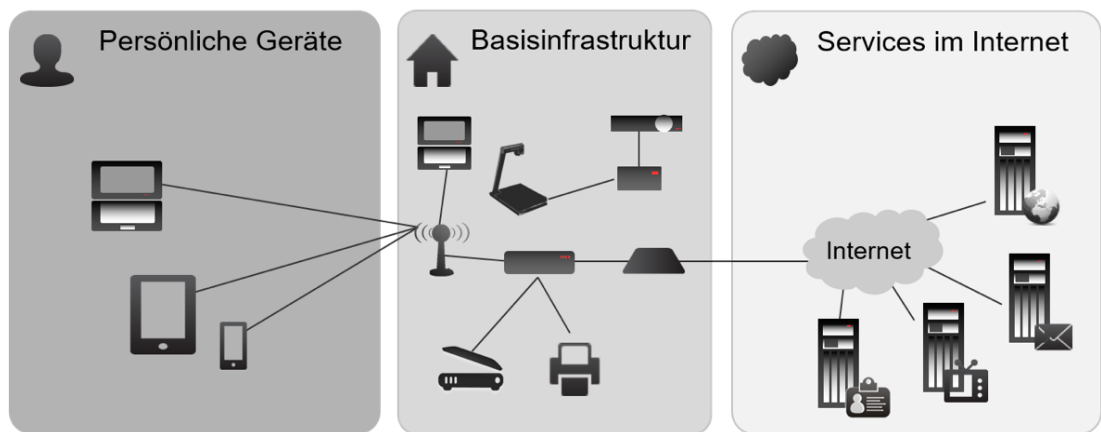 Persönliche Geräte
Basisinfrastruktur
Services im Internet
Internet